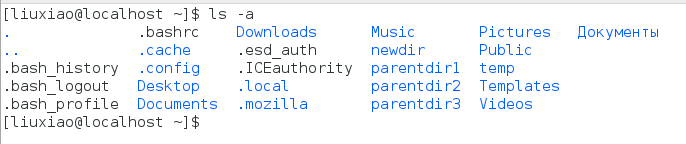 [liuxiao@localhost ~]$ ls -a
. .bashrc Downloads Music Pictures Документы
.. .cache .esd_auth newdir Public
.bash_history .config .ICEauthority parentdir1 temp
.bash_logout Desktop .local parentdir2 Templates
.bash_profile Documents .mozilla parentdir3 Videos
[liuxiao@localhost ~]$